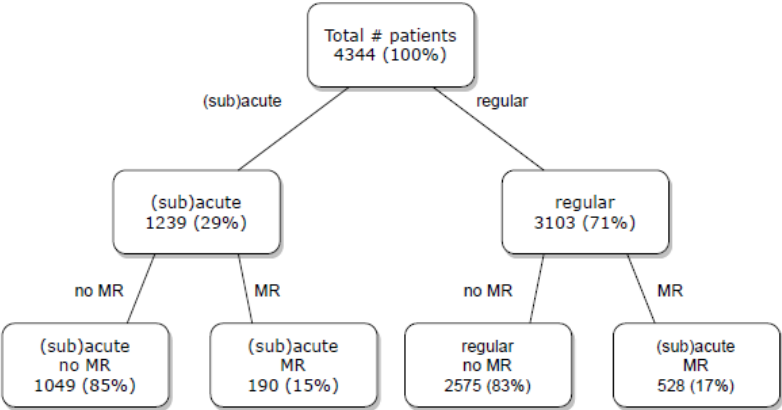 Total # patients
4344 (100%)
(sub)acute
regular
(sub)acute
1239 (29%)
regular
3103 (71%)
no MR
MR
no MR
MR
(sub)acute
no MR
1049 (85%)
(sub)acute
MR
190 (15%)
regular
no MR
2575 (83%)
(sub)acute
MR
528 (17%)